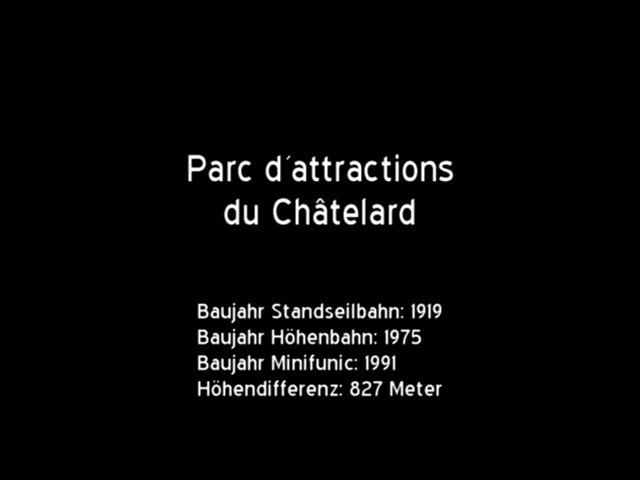 Parc d´attractions
du Châtelard
Baujahr Standseilbahn: 1919
Baujahr Höhenbahn: 1975
Baujahr Minifunic: 1991
Höhendifferenz: 827 Meter